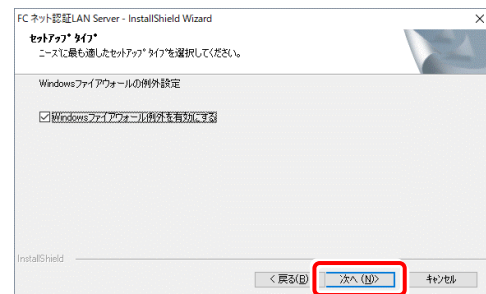 FC ネット認証LAN Server - InstallShield Wizard
ｾｯﾄｱｯﾌﾟ ﾀｲﾌﾟ
ニーズに最も適したセットアップ タイプを選択してください。
Windowsファイアウォールの例外設定
Windowsファイアウォール例外を有効にする
InstallShield
< 戻る(B)
次へ (N)>
キャンセル